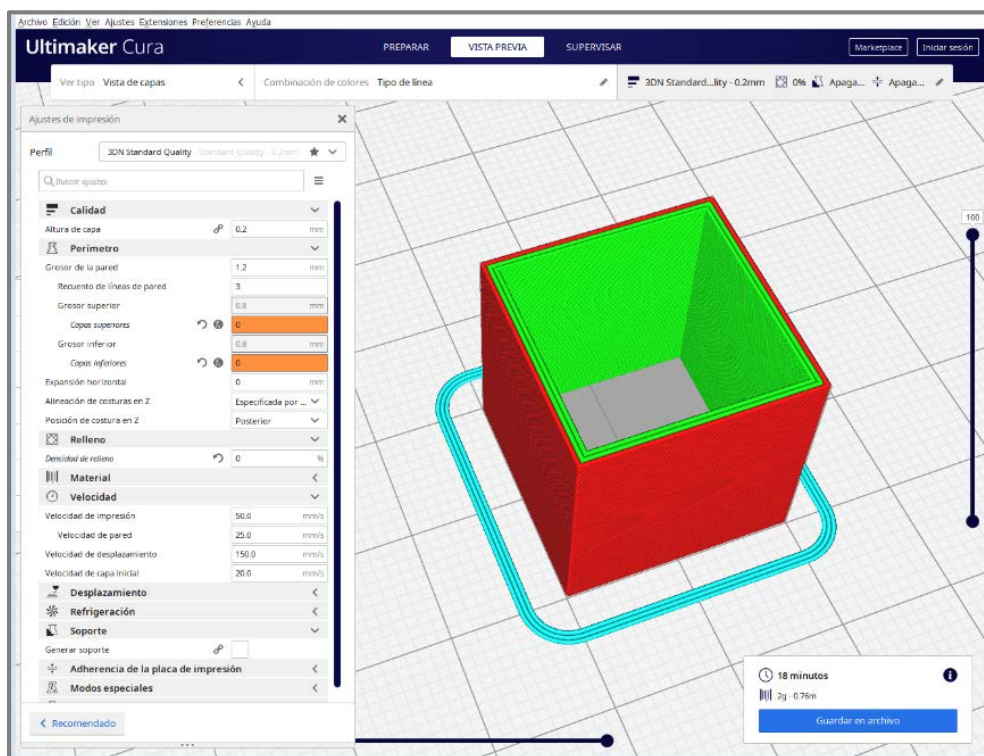 Archivo Edición Ver Ajustes Extensiones Preferencias Ayuda
Ultimaker Cura PREPARAR VISTA PREVIA SUPERVISAR Marketplace Iniciar sesión
Ver tipo Vista de capas Combinación de colores Tipo de línea 3DN Standard...lity - 0.2mm 0% Apaga... Apaga...
Ajustes de impresión
Perfil 3DN Standard Quality - Standard Quality - 0.2mm
Buscar ajustes
Calidad
Altura de capa 0.2 mm
Perímetro
Grosor de la pared 1.2 mm
Recuento de líneas de pared 3
Grosor superior 0.8 mm
Capas superiores 0
Grosor inferior 0.8 mm
Capas inferiores 0
Expansión horizontal 0 mm
Alineación de costuras en Z Especificada por ...
Posición de costura en Z Posterior
Relleno
Densidad de relleno 0 %
Material
Velocidad
Velocidad de impresión 50.0 mm/s
Velocidad de pared 25.0 mm/s
Velocidad de desplazamiento 150.0 mm/s
Velocidad de capa inicial 20.0 mm/s
Desplazamiento
Refrigeración
Soporte
Generar soporte
Adherencia de la placa de impresión
Modos especiales
Recomendado
100
18 minutos
2g · 0.76m
Guardar en archivo